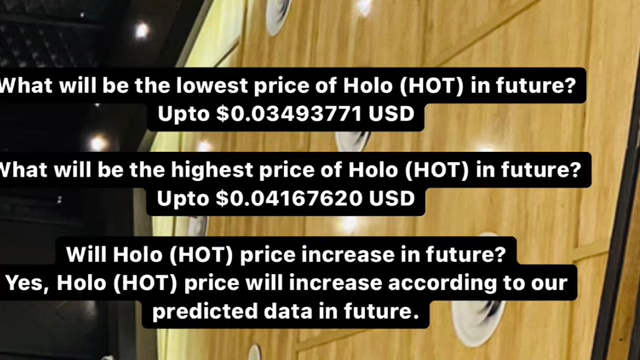 What will be the lowest price of Holo (HOT) in future?
Upto $0.03493771 USD
What will be the highest price of Holo (HOT) in future?
Upto $0.04167620 USD
Will Holo (HOT) price increase in future?
Yes, Holo (HOT) price will increase according to our
predicted data in future.